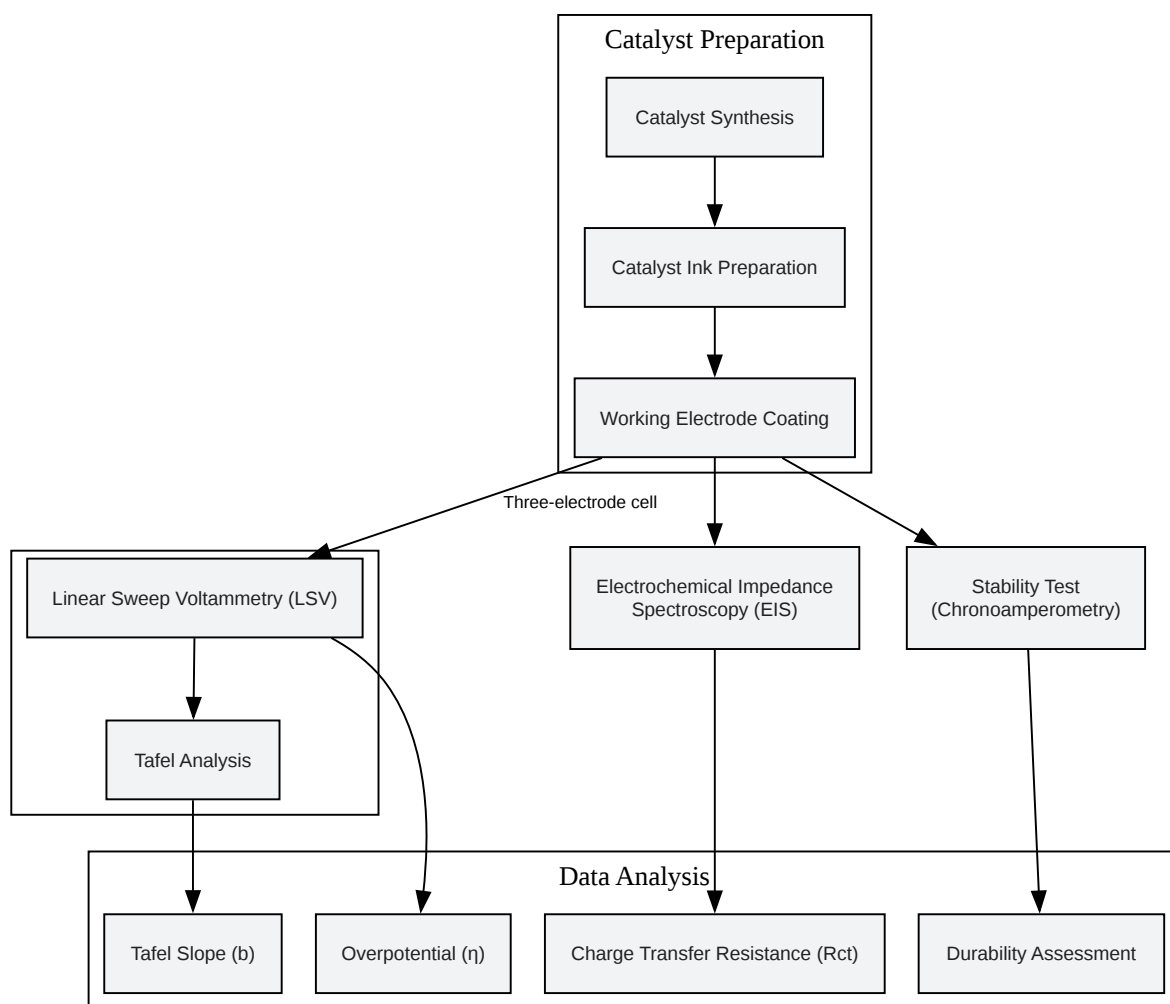 Catalyst Preparation
Catalyst Synthesis
Catalyst Ink Preparation
Working Electrode Coating
Three-electrode cell
Linear Sweep Voltammetry (LSV)
Electrochemical Impedance
Spectroscopy (EIS)
Stability Test
(Chronoamperometry)
Tafel Analysis
Data Analysis
Tafel Slope (b)
Overpotential (η)
Charge Transfer Resistance (Rct)
Durability Assessment